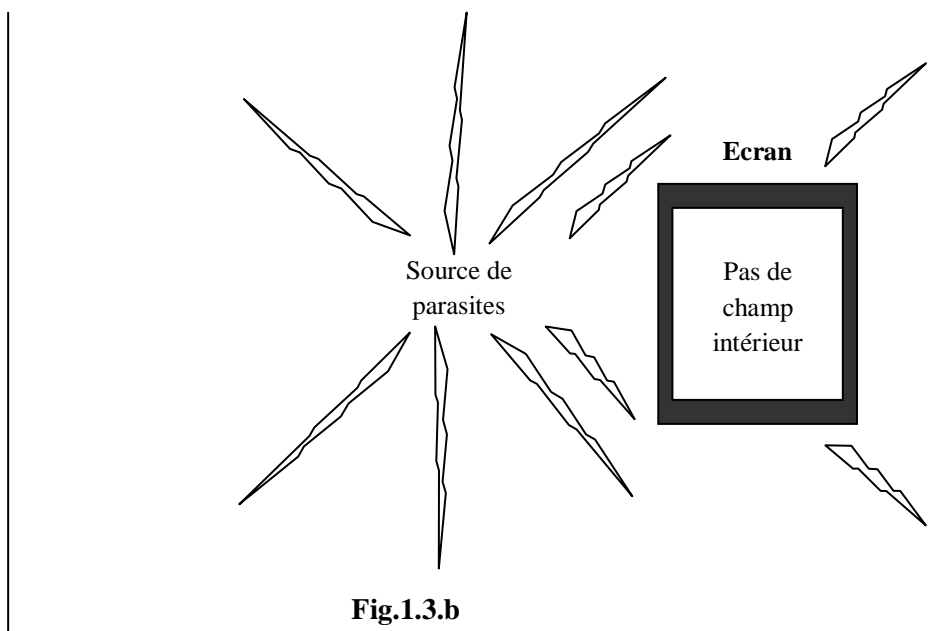 Ecran
Source de
parasites
Pas de
champ
intérieur
Fig.1.3.b